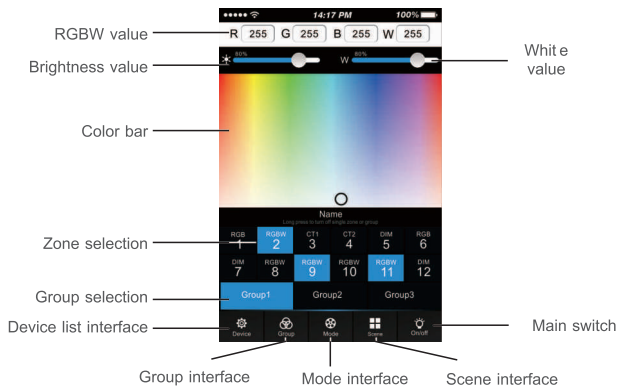 14:17 PM 100%
RGBW value R 255 G 255 B 255 W 255
60% W 80%
Brightness value
Whit e
value
Color bar
Name
Long press to turn off single zone or group
RGB RGBW CT1 CT2 DIM RGB
Zone selection 1 2 3 4 5 6
DIM RGBW RGBW RGBW RGBW DIM
7 8 9 10 11 12
Group selection Group1 Group2 Group3
Device list interface Device Group Mode Scene On/off Main switch
Group interface Mode interface Scene interface